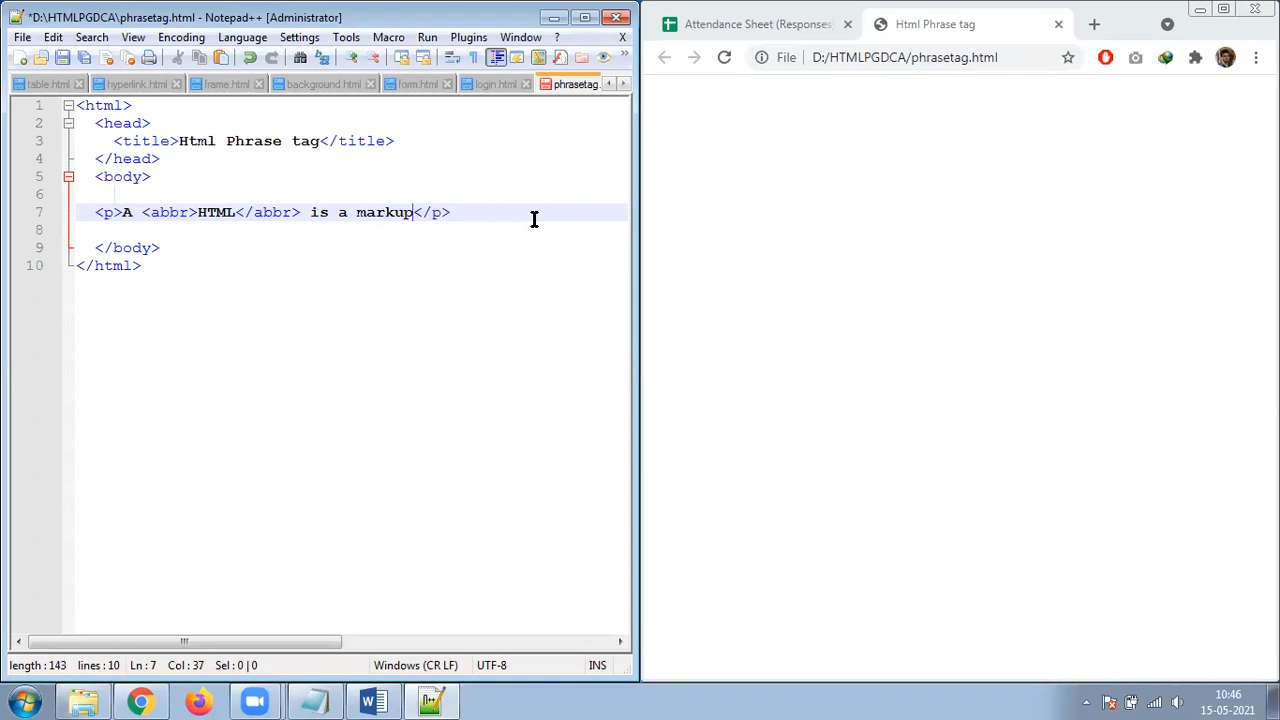 *D:\HTMLPGDCA\phrasetag.html - Notepad++ [Administrator]
File Edit Search View Encoding Language Settings Tools Macro Run Plugins Window ? X
table.html hyperlink.html frame.html background.html form.html login.html phrasetag.
1 <html>
2 <head>
3 <title>Html Phrase tag</title>
4 </head>
5 <body>
6
7 <p>A <abbr>HTML</abbr> is a markup</p>
8
9 </body>
10 </html>
length : 143 lines : 10 Ln : 7 Col : 37 Sel : 0 | 0 Windows (CR LF) UTF-8 INS
Attendance Sheet (Responses) Html Phrase tag
File D:/HTMLPGDCA/phrasetag.html
10:46
15-05-2021